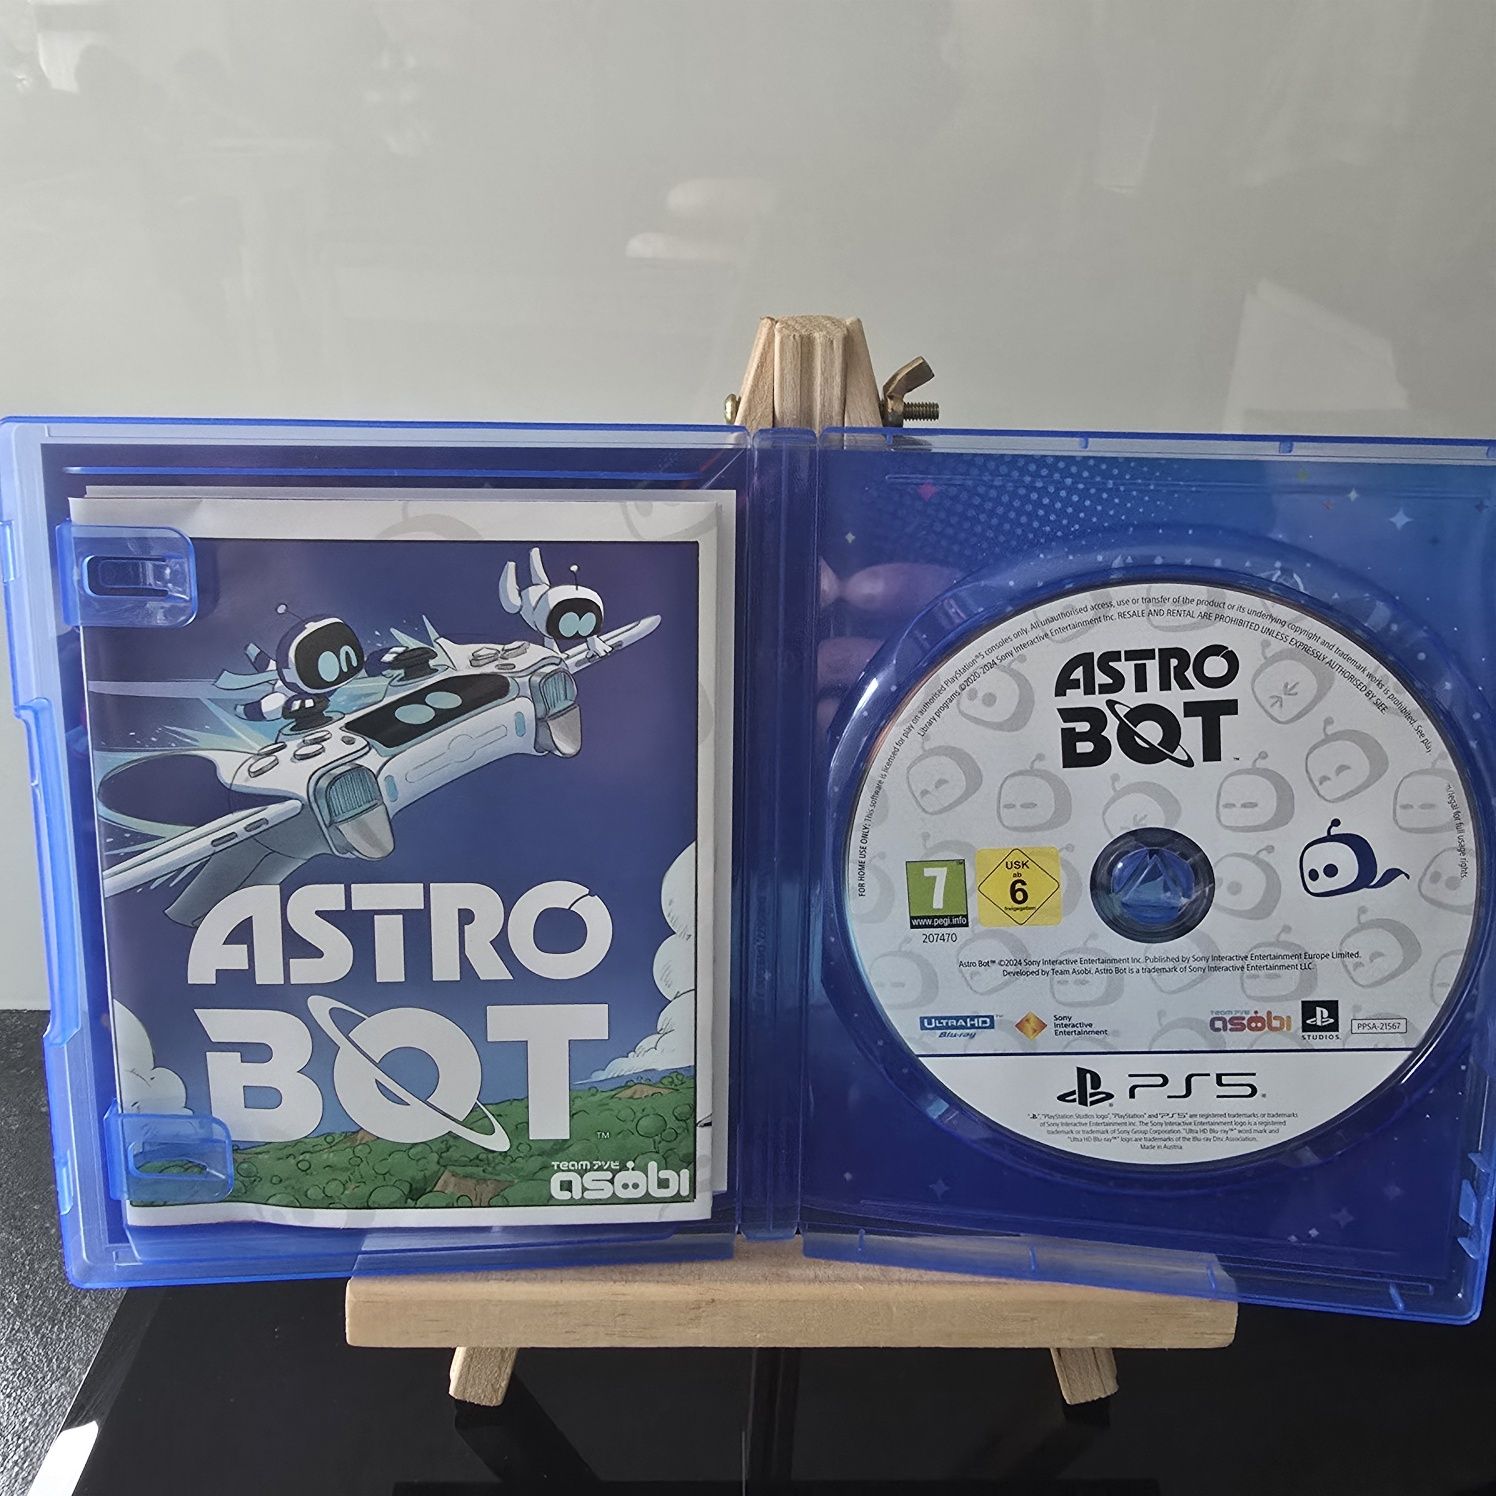 ASTRO
BOT
TM
TEAM アソビ
asobi
FOR HOME USE ONLY: This software is licensed for play on authorised PlayStation®5 consoles only. All unauthorised access, use or transfer of the product or its underlying copyright and trademark works is prohibited. See play.
/legal for full usage rights.
Library programs ©2020-2024 Sony Interactive Entertainment Inc. RESALE AND RENTAL ARE PROHIBITED UNLESS EXPRESSLY AUTHORISED BY SIEE
ASTRO
BOT
TM
7
www.pegi.info
207470
USK
ab
6
freigegeben
Astro Bot™ ©2024 Sony Interactive Entertainment Inc. Published by Sony Interactive Entertainment Europe Limited.
Developed by Team Asobi. Astro Bot is a trademark of Sony Interactive Entertainment LLC.
ULTRA HD™
Blu-ray
Sony
Interactive
Entertainment
TEAM アソビ
asobi
STUDIOS
PPSA-21567
PS5
"PlayStation Studios logo", "PlayStation" and "PS5" are registered trademarks or trademarks
of Sony Interactive Entertainment Inc. The Sony Interactive Entertainment logo is a registered
trademark or trademark of Sony Group Corporation. "Ultra HD Blu-ray™" word mark and
"Ultra HD Blu-ray™" logo are trademarks of the Blu-ray Disc Association.
Made in Austria